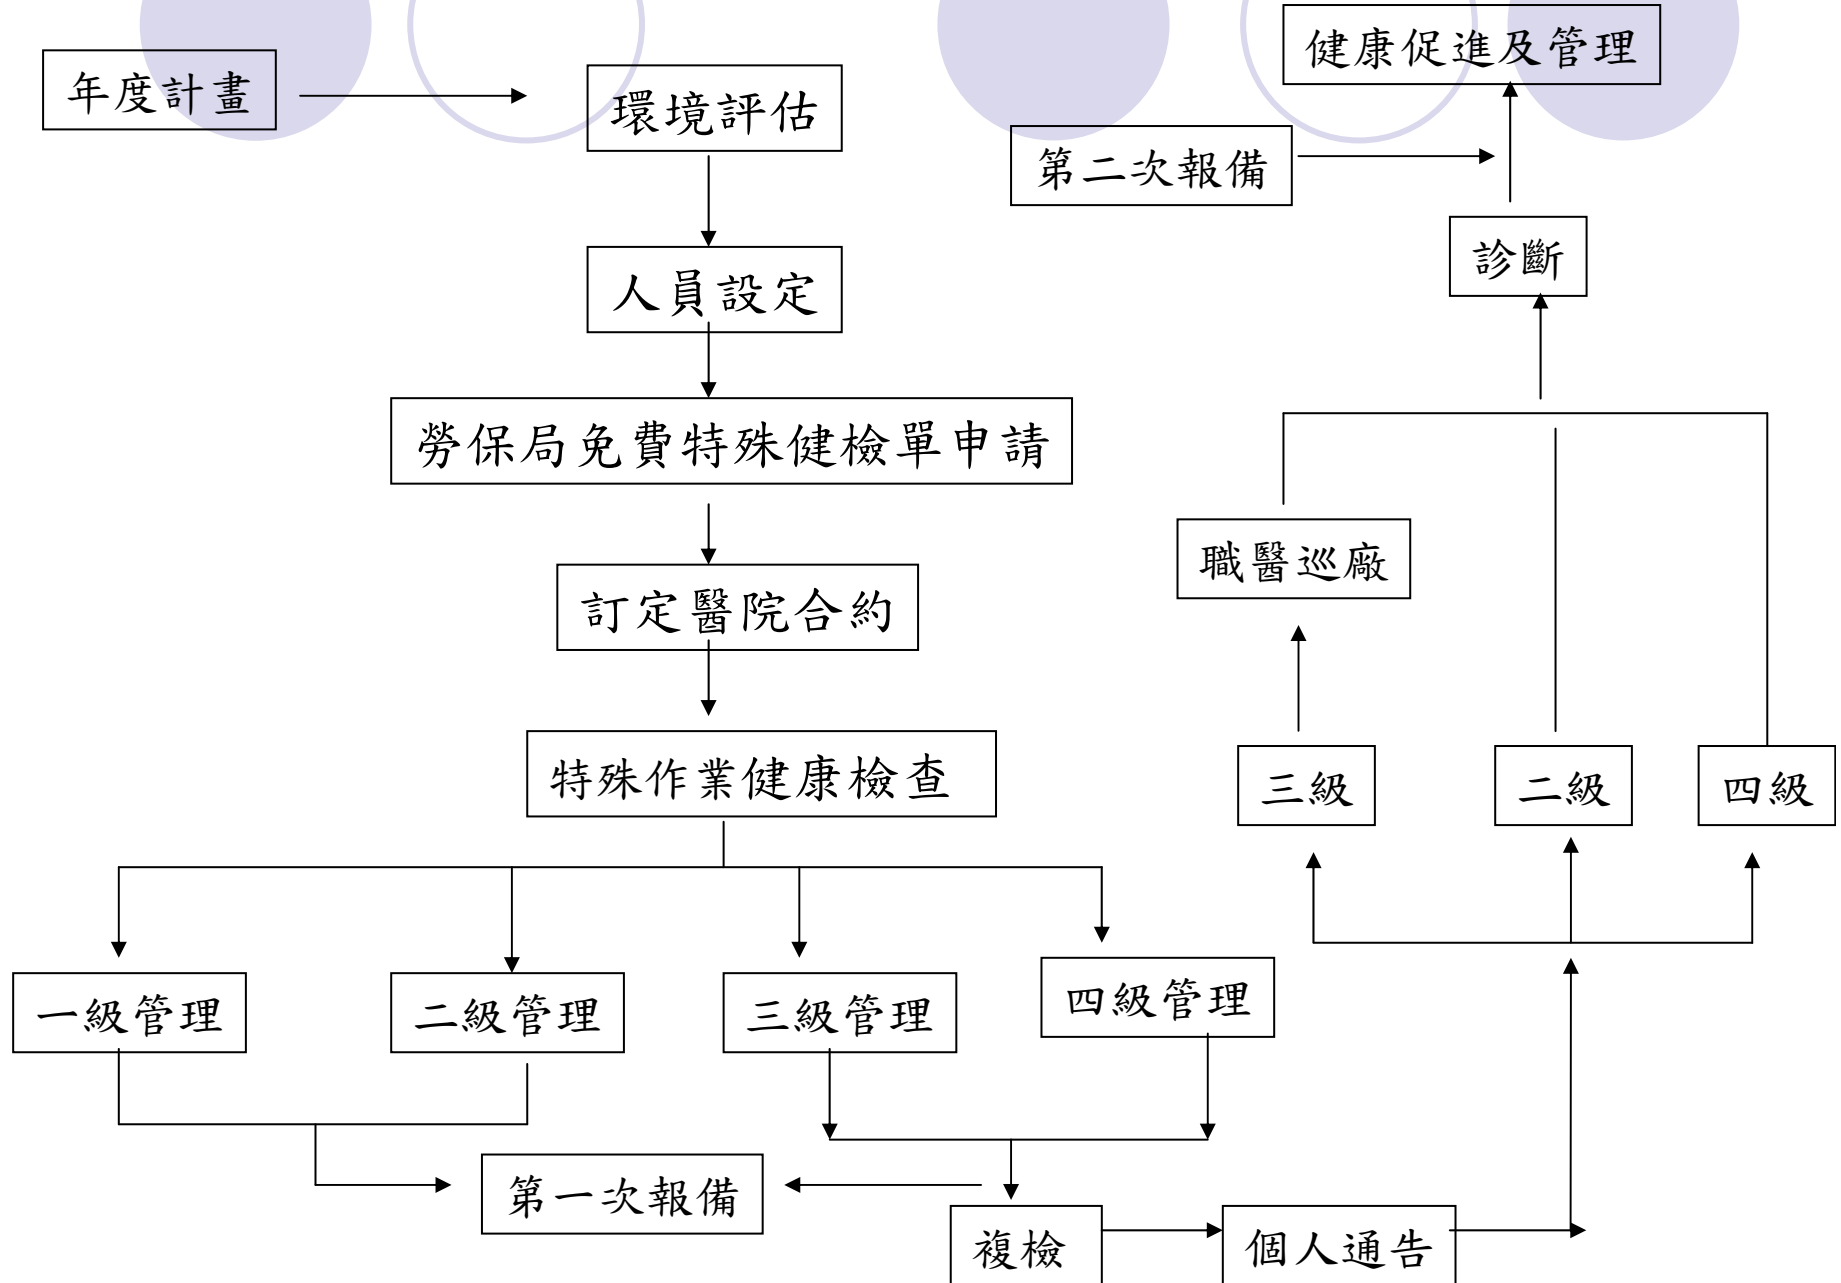 年度計畫
環境評估
人員設定
勞保局免費特殊健檢單申請
訂定醫院合約
特殊作業健康檢查
一級管理
二級管理
三級管理
四級管理
第一次報備
複檢
個人通告
三級
二級
四級
職醫巡廠
診斷
第二次報備
健康促進及管理